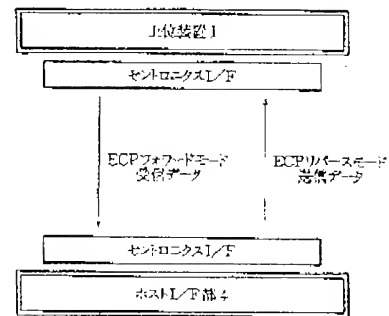 上位装置1
セントロニクスI/F
ECPフォワードモード
受信データ
ECPリバースモード
送信データ
セントロニクスI/F
ホストI/F部4